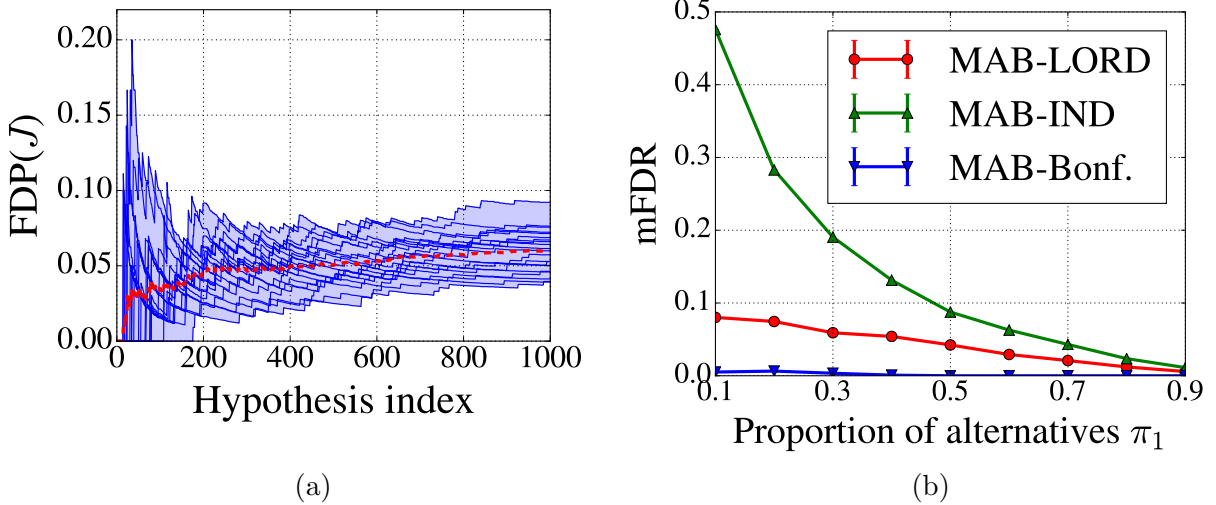 0.20
0.15
0.10
0.05
0.00
FDP(J)
0 200 400 600 800 1000
Hypothesis index
(a)
0.5
0.4
0.3
0.2
0.1
0.0
mFDR
MAB-LORD
MAB-IND
MAB-Bonf.
0.1 0.3 0.5 0.7 0.9
Proportion of alternatives π₁
(b)